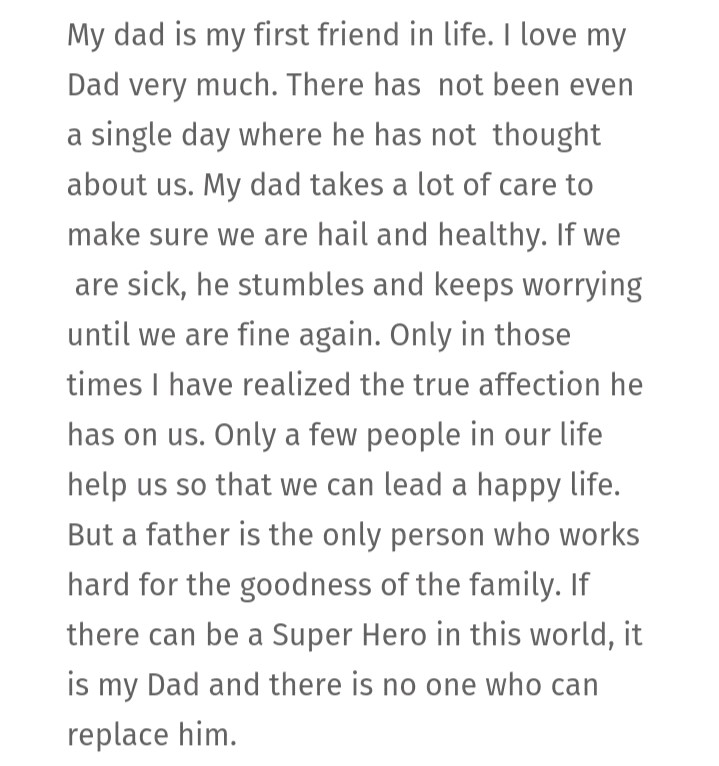 My dad is my first friend in life. I love my
Dad very much. There has  not been even
a single day where he has not  thought
about us. My dad takes a lot of care to
make sure we are hail and healthy. If we
 are sick, he stumbles and keeps worrying
until we are fine again. Only in those
times I have realized the true affection he
has on us. Only a few people in our life
help us so that we can lead a happy life.
But a father is the only person who works
hard for the goodness of the family. If
there can be a Super Hero in this world, it
is my Dad and there is no one who can
replace him.